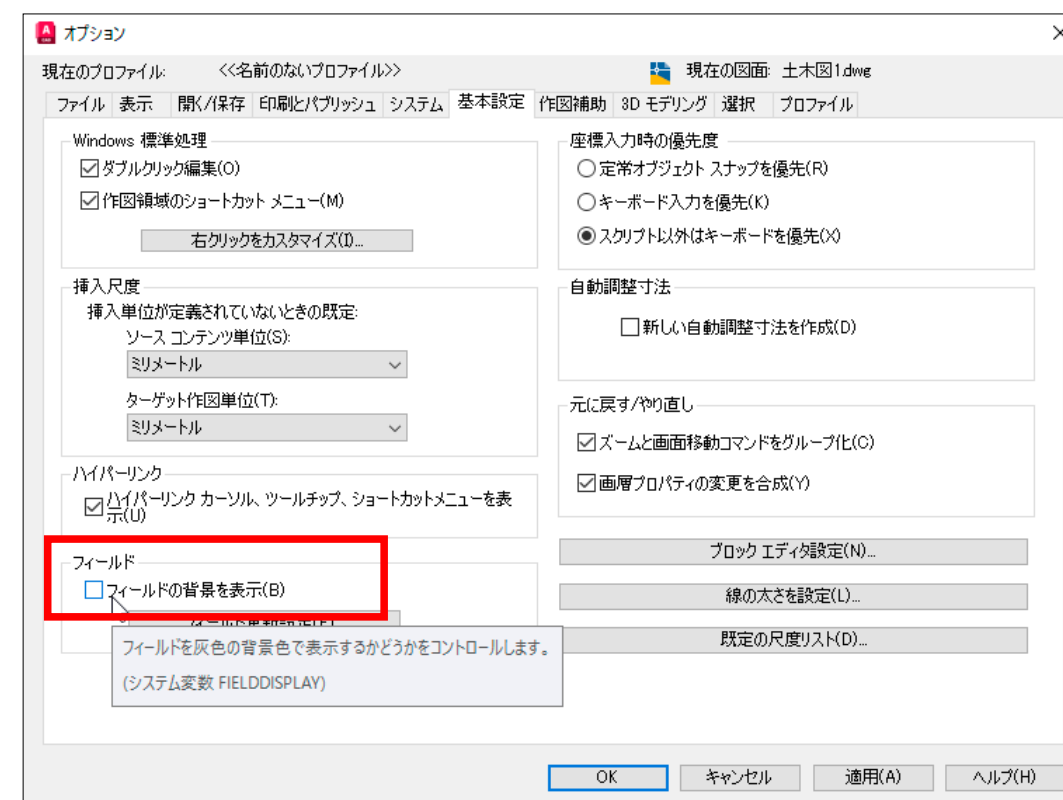 オプション
現在のプロファイル: <<名前のないプロファイル>> 現在の図面: 土木図1.dwg
ファイル 表示 開く/保存 印刷とパブリッシュ システム 基本設定 作図補助 3D モデリング 選択 プロファイル
Windows 標準処理
ダブルクリック編集(O)
作図領域のショートカット メニュー(M)
右クリックをカスタマイズ(I)...
挿入尺度
挿入単位が定義されていないときの既定:
ソース コンテンツ単位(S):
ミリメートル
ターゲット作図単位(T):
ミリメートル
ハイパーリンク
ハイパーリンク カーソル、ツールチップ、ショートカットメニューを表
示(U)
フィールド
フィールドの背景を表示(B)
フィールドを灰色の背景色で表示するかどうかをコントロールします。
(システム変数 FIELDDISPLAY)
座標入力時の優先度
定常オブジェクト スナップを優先(R)
キーボード入力を優先(K)
スクリプト以外はキーボードを優先(X)
自動調整寸法
新しい自動調整寸法を作成(D)
元に戻す/やり直し
ズームと画面移動コマンドをグループ化(C)
画層プロパティの変更を合成(Y)
ブロック エディタ設定(N)...
線の太さを設定(L)...
既定の尺度リスト(D)...
OK キャンセル 適用(A) ヘルプ(H)